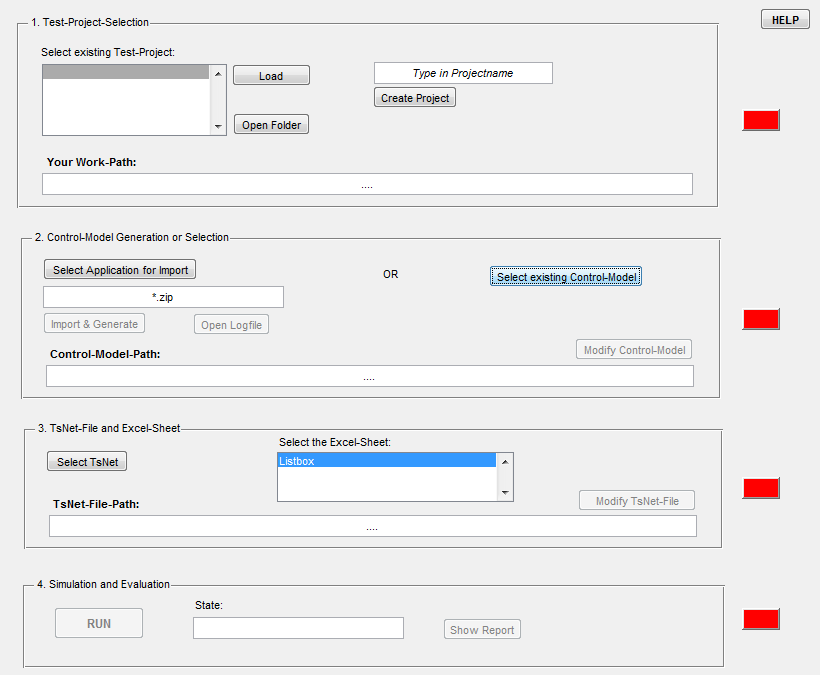 HELP
1. Test-Project-Selection
Select existing Test-Project:
Load
Type in Projectname
Create Project
Open Folder
Your Work-Path:
....
2. Control-Model Generation or Selection
Select Application for Import
OR
Select existing Control-Model
*.zip
Import & Generate
Open Logfile
Control-Model-Path:
Modify Control-Model
....
3. TsNet-File and Excel-Sheet
Select the Excel-Sheet:
Select TsNet
Listbox
TsNet-File-Path:
Modify TsNet-File
....
4. Simulation and Evaluation
State:
RUN
Show Report